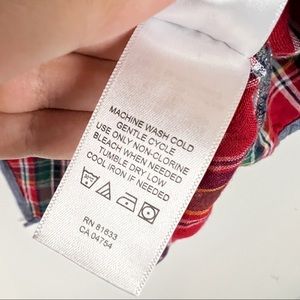 MACHINE WASH COLD
GENTLE CYCLE
USE ONLY NON-CLORINE
BLEACH WHEN NEEDED
TUMBLE DRY LOW
COOL IRON IF NEEDED
RN 81633
CA 04754